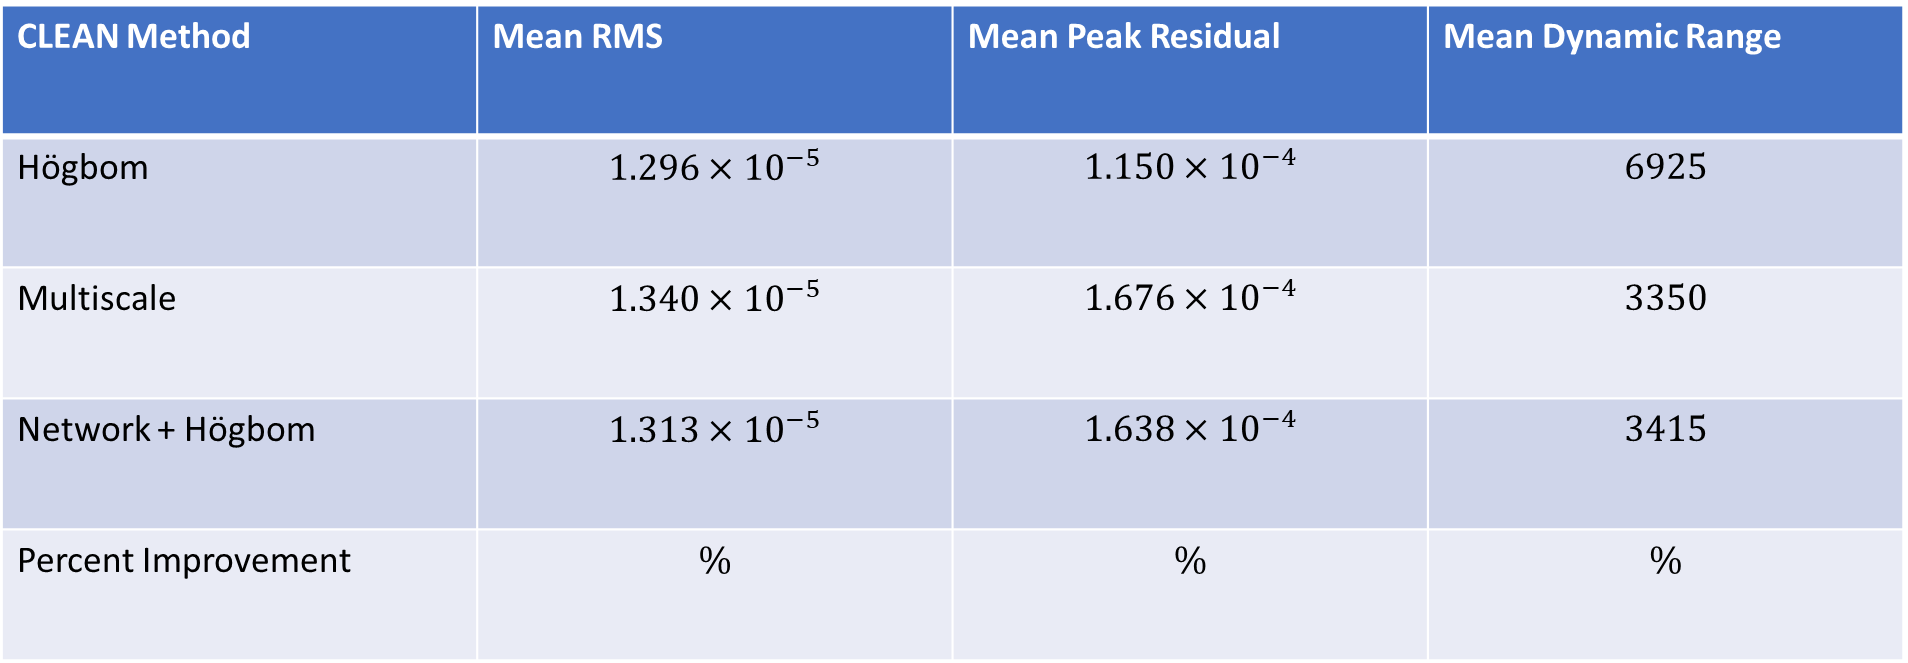 CLEAN Method Mean RMS Mean Peak Residual Mean Dynamic Range
Högbom 1.296 × 10⁻⁵ 1.150 × 10⁻⁴ 6925
Multiscale 1.340 × 10⁻⁵ 1.676 × 10⁻⁴ 3350
Network + Högbom 1.313 × 10⁻⁵ 1.638 × 10⁻⁴ 3415
Percent Improvement % % %